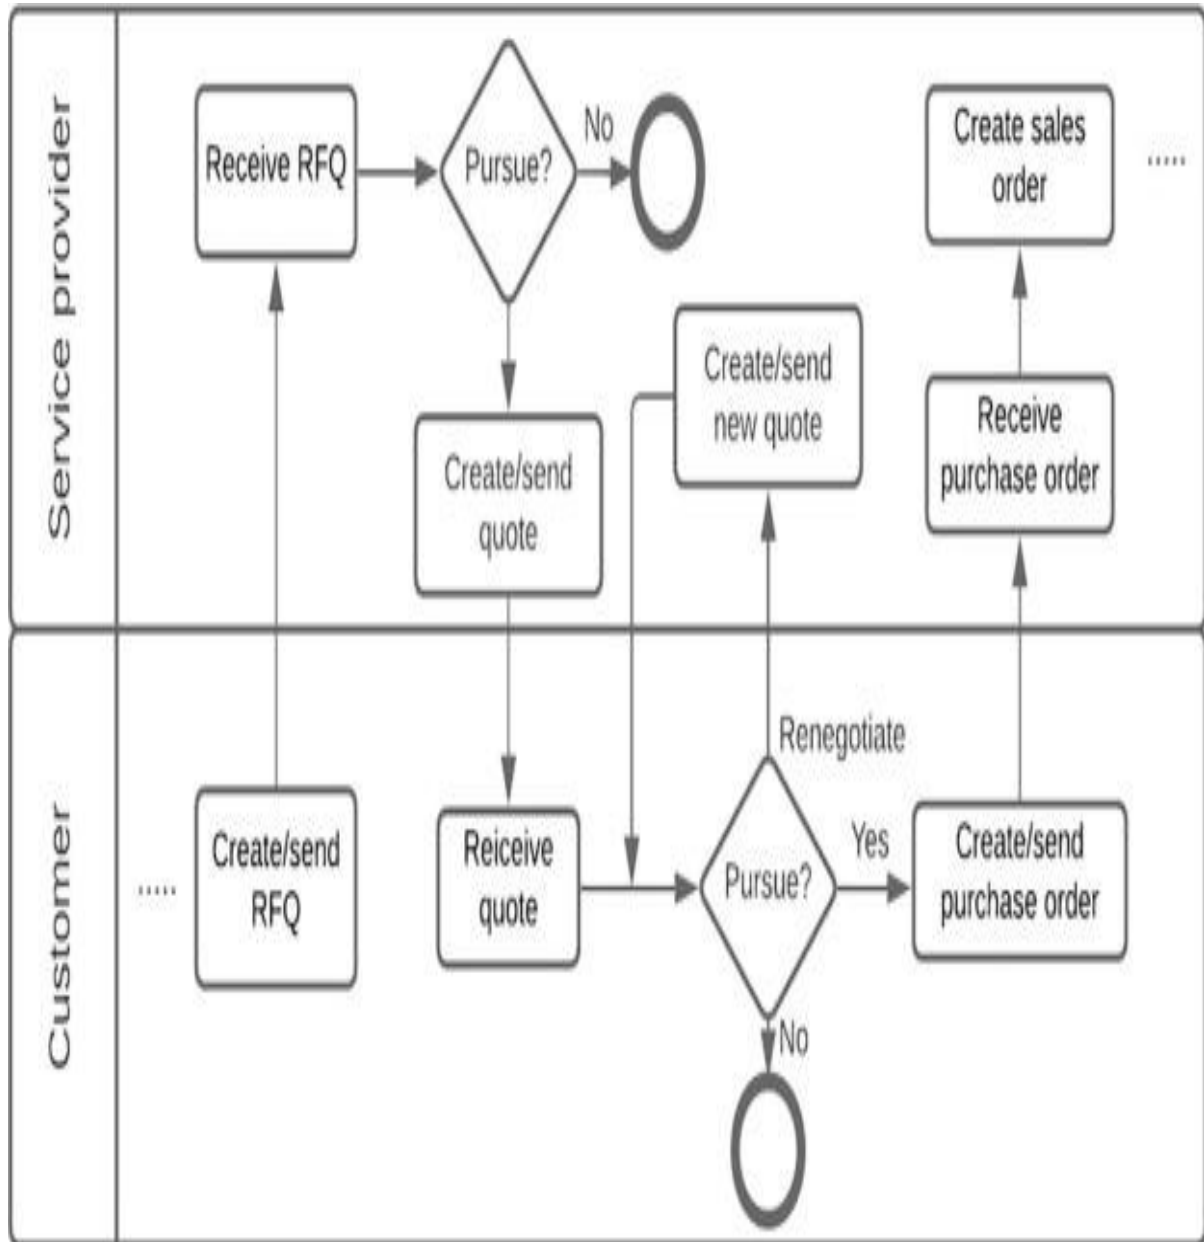 Service provider
Receive RFQ
Pursue?
No
Create sales
order
.....
Create/send
quote
Create/send
new quote
Receive
purchase order
Customer
.....
Create/send
RFQ
Reiceive
quote
Renegotiate
Pursue?
Yes
Create/send
purchase order
No